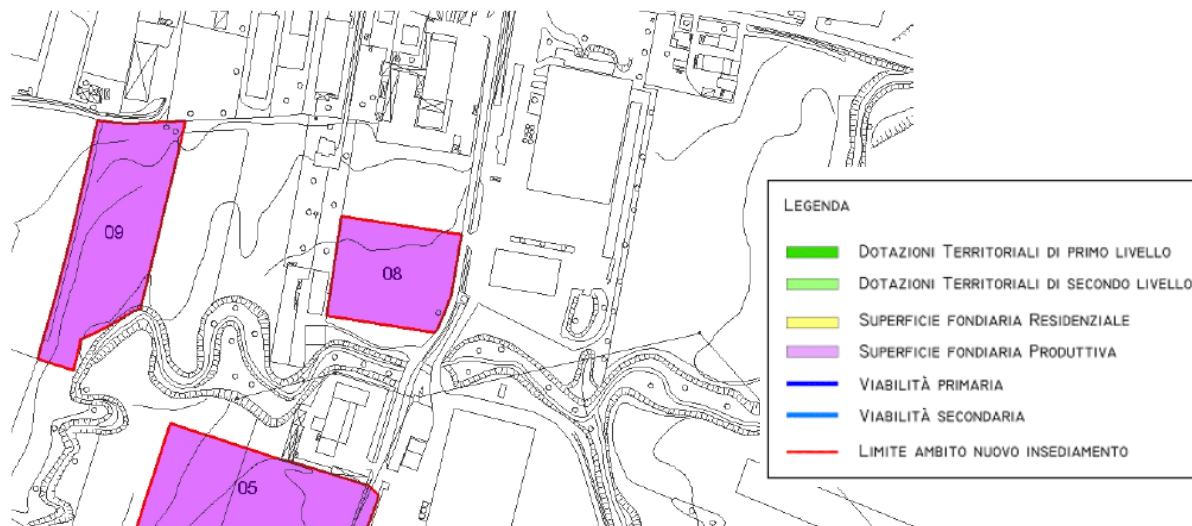 09
08
05
LEGENDA
DOTAZIONI TERRITORIALI DI PRIMO LIVELLO
DOTAZIONI TERRITORIALI DI SECONDO LIVELLO
SUPERFICIE FONDIARIA RESIDENZIALE
SUPERFICIE FONDIARIA PRODUTTIVA
VIABILITÀ PRIMARIA
VIABILITÀ SECONDARIA
LIMITE AMBITO NUOVO INSEDIAMENTO